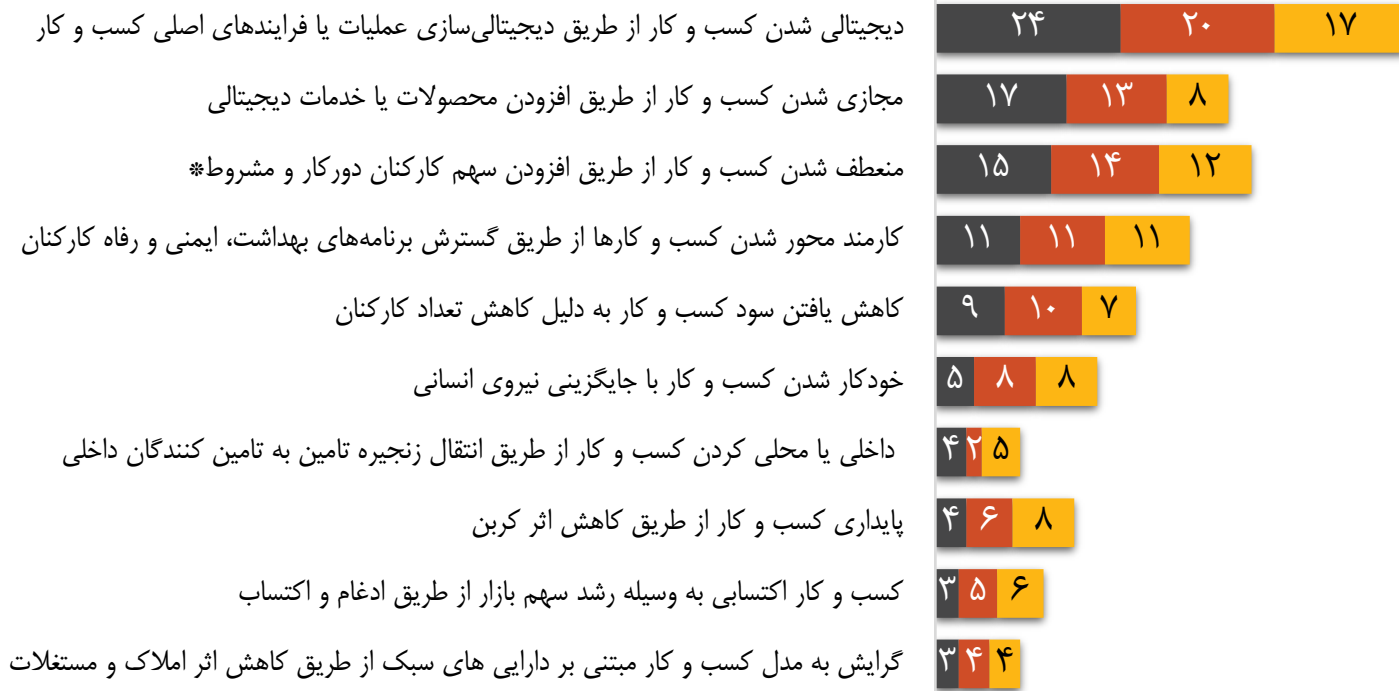 دیجیتالی شدن کسب و کار از طریق دیجیتالی‌سازی عملیات یا فرایندهای اصلی کسب و کار
۲۴ ۲۰ ۱۷
مجازی شدن کسب و کار از طریق افزودن محصولات یا خدمات دیجیتالی
۱۷ ۱۳ ۸
منعطف شدن کسب و کار از طریق افزودن سهم کارکنان دورکار و مشروط*
۱۵ ۱۴ ۱۲
کارمند محور شدن کسب و کارها از طریق گسترش برنامه‌های بهداشت، ایمنی و رفاه کارکنان
۱۱ ۱۱ ۱۱
کاهش یافتن سود کسب و کار به دلیل کاهش تعداد کارکنان
۹ ۱۰ ۷
خودکار شدن کسب و کار با جایگزینی نیروی انسانی
۵ ۸ ۸
داخلی یا محلی کردن کسب و کار از طریق انتقال زنجیره تامین به تامین کنندگان داخلی
۴ ۲ ۵
پایداری کسب و کار از طریق کاهش اثر کربن
۴ ۶ ۸
کسب و کار اکتسابی به وسیله رشد سهم بازار از طریق ادغام و اکتساب
۳ ۵ ۶
گرایش به مدل کسب و کار مبتنی بر دارایی های سبک از طریق کاهش اثر املاک و مستغلات
۳ ۴ ۴